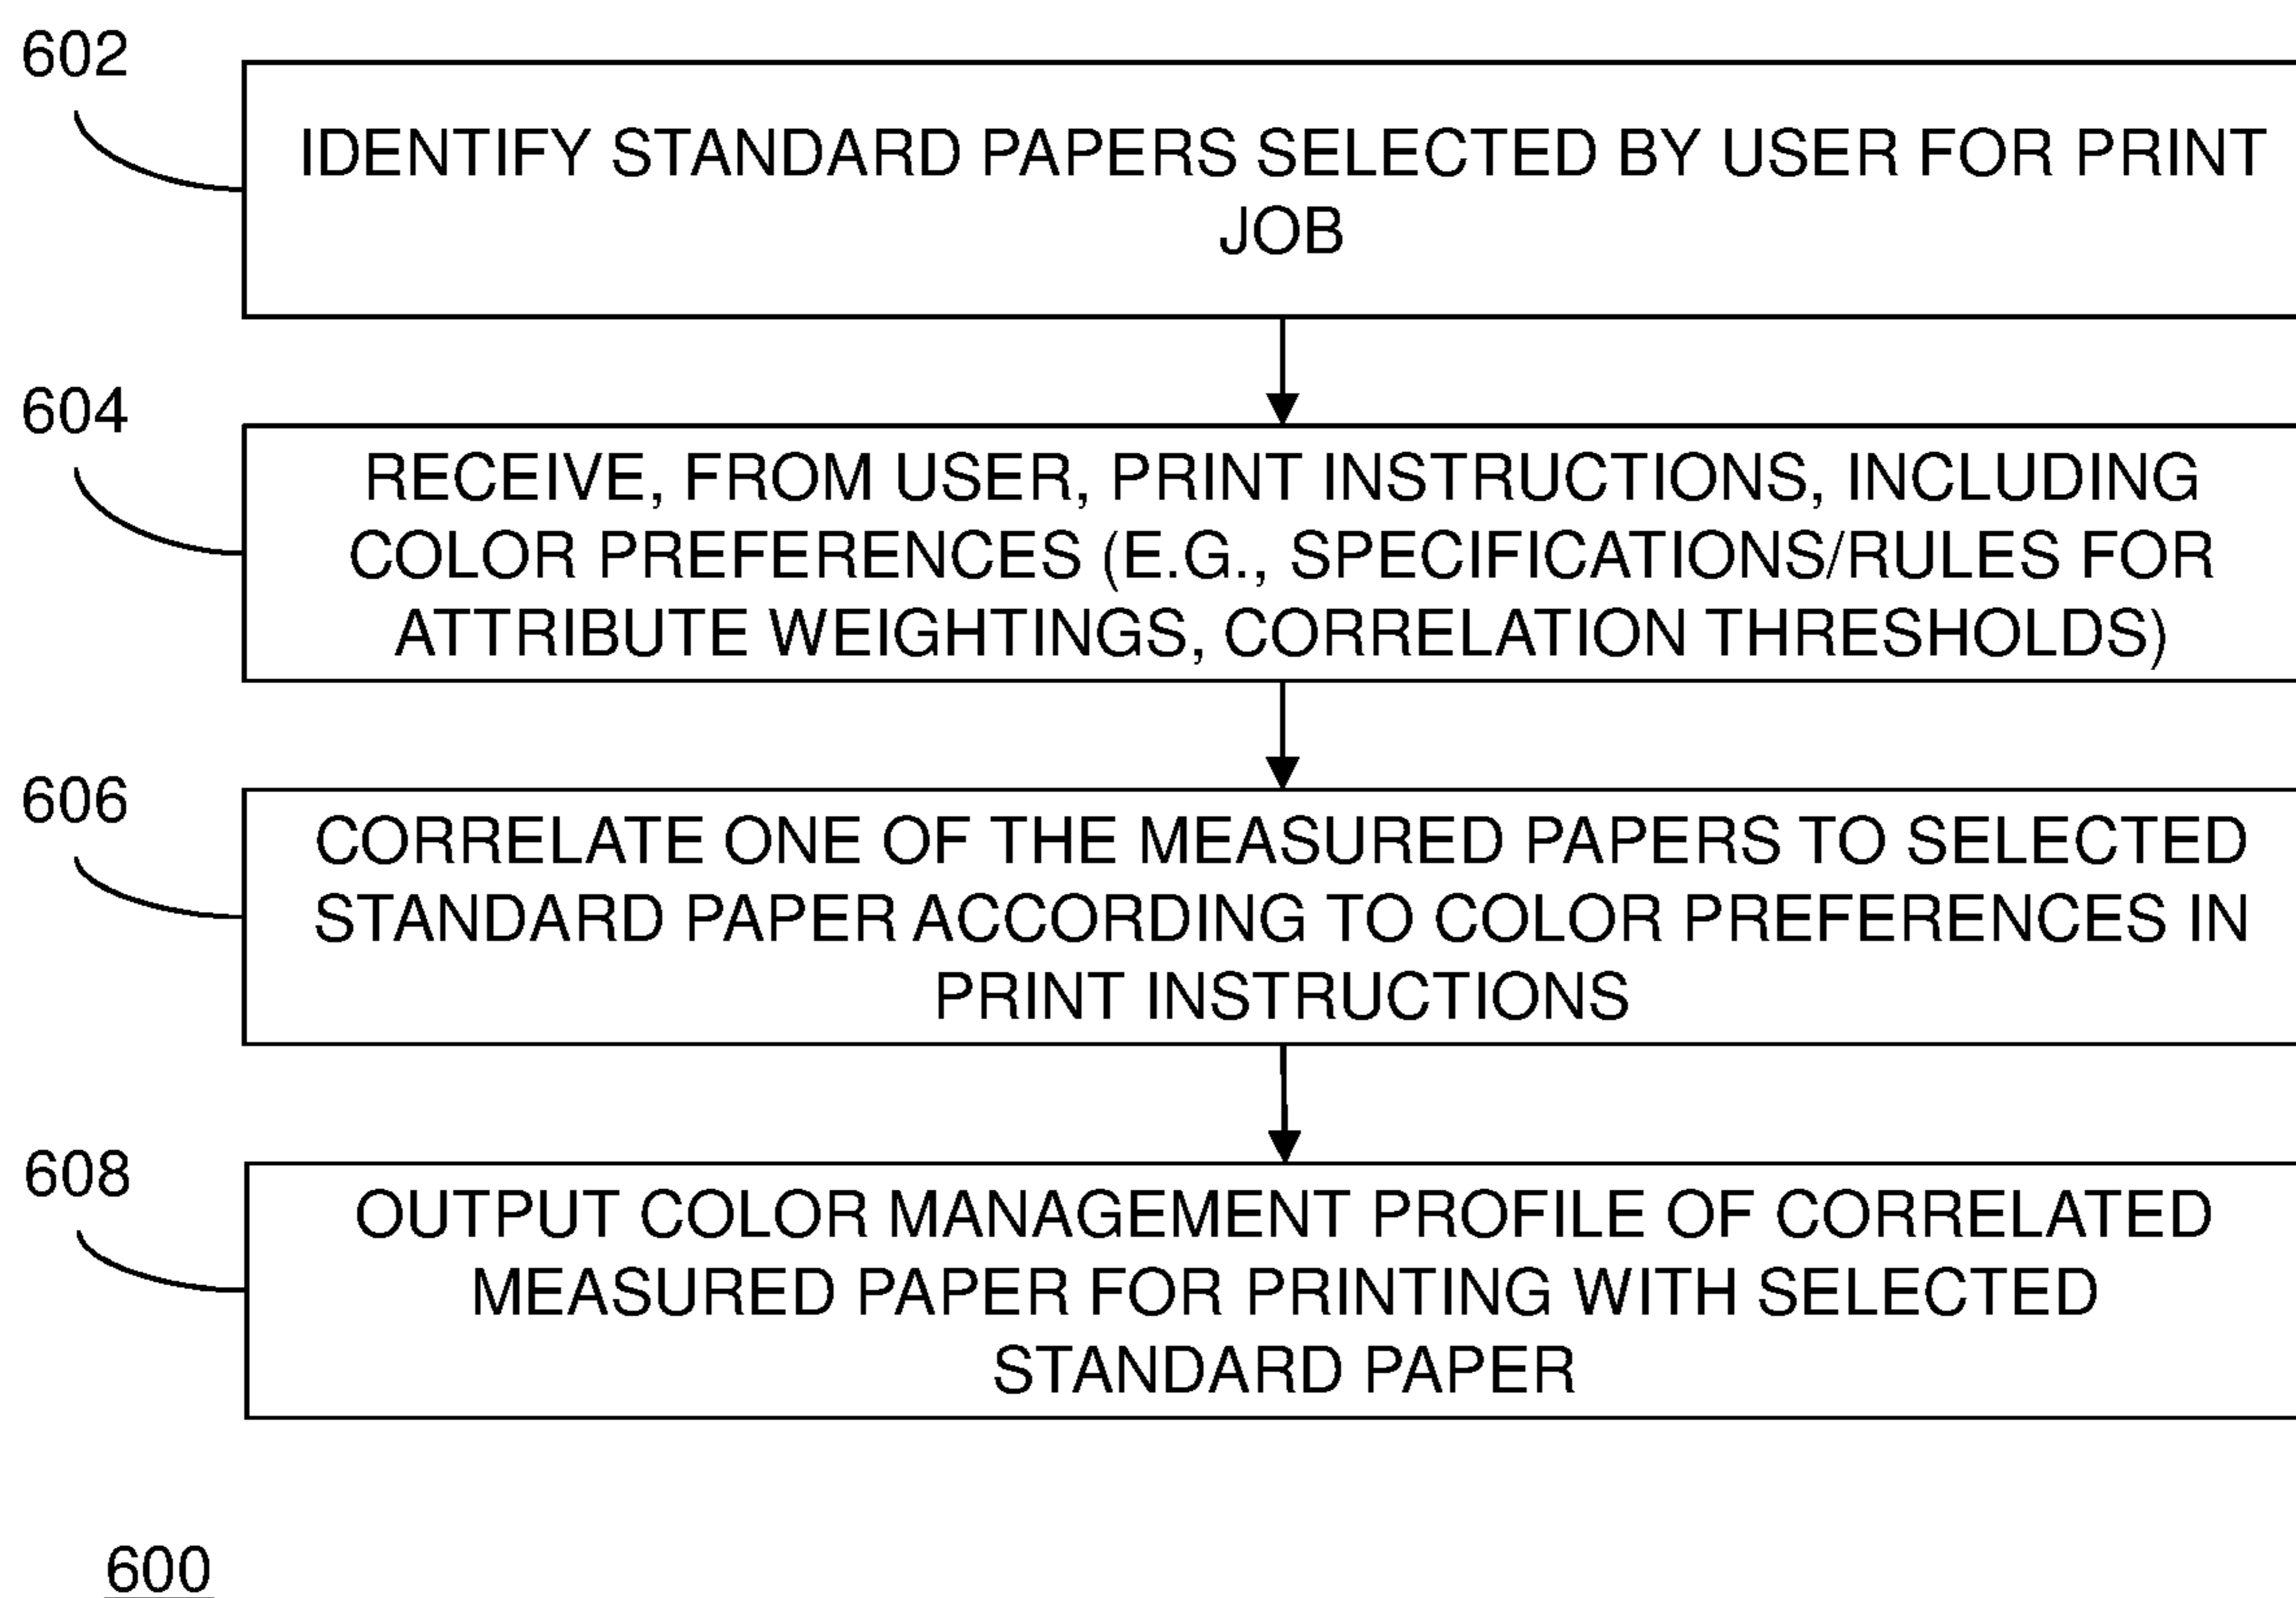 602
IDENTIFY STANDARD PAPERS SELECTED BY USER FOR PRINT
JOB
604
RECEIVE, FROM USER, PRINT INSTRUCTIONS, INCLUDING
COLOR PREFERENCES (E.G., SPECIFICATIONS/RULES FOR
ATTRIBUTE WEIGHTINGS, CORRELATION THRESHOLDS)
606
CORRELATE ONE OF THE MEASURED PAPERS TO SELECTED
STANDARD PAPER ACCORDING TO COLOR PREFERENCES IN
PRINT INSTRUCTIONS
608
OUTPUT COLOR MANAGEMENT PROFILE OF CORRELATED
MEASURED PAPER FOR PRINTING WITH SELECTED
STANDARD PAPER
600